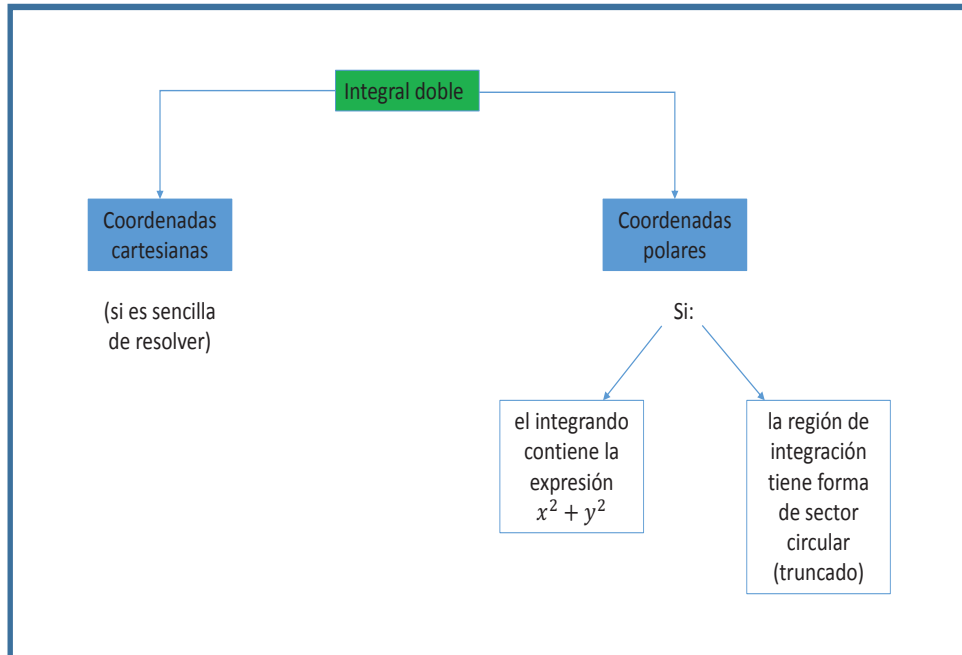 Integral doble
Coordenadas
cartesianas
(si es sencilla
de resolver)
Coordenadas
polares
Si:
el integrando
contiene la
expresión
x² + y²
la región de
integración
tiene forma
de sector
circular
(truncado)